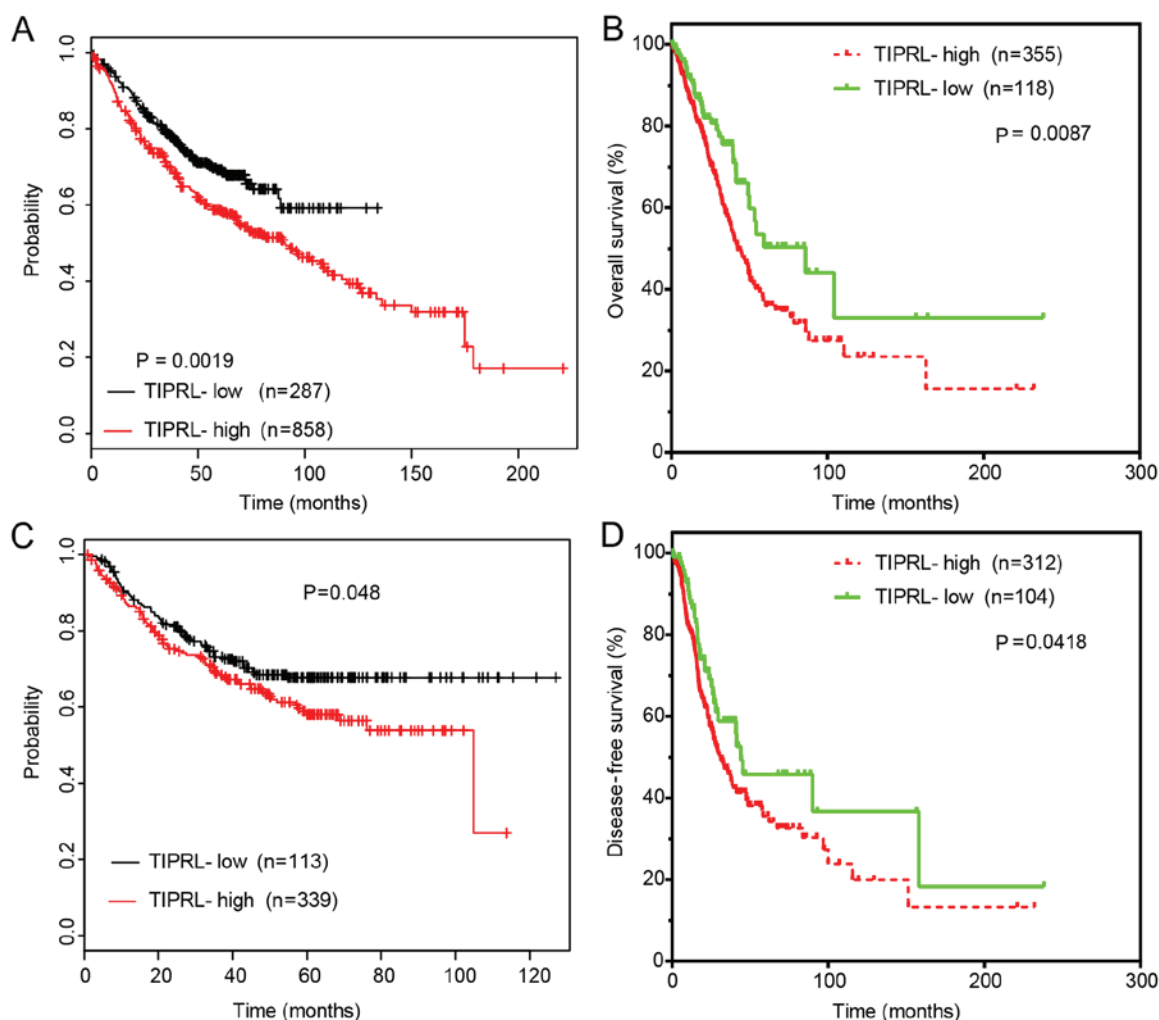 A
Probability
1.0
0.8
0.6
0.4
0.2
0.0
P = 0.0019
TIPRL- low (n=287)
TIPRL- high (n=858)
0 50 100 150 200
Time (months)
B
Overall survival (%)
100
80
60
40
20
0
TIPRL- high (n=355)
TIPRL- low (n=118)
P = 0.0087
0 100 200 300
Time (months)
C
Probability
1.0
0.8
0.6
0.4
0.2
0.0
P=0.048
TIPRL- low (n=113)
TIPRL- high (n=339)
0 20 40 60 80 100 120
Time (months)
D
Disease-free survival (%)
100
80
60
40
20
0
TIPRL- high (n=312)
TIPRL- low (n=104)
P=0.0418
0 100 200 300
Time (months)